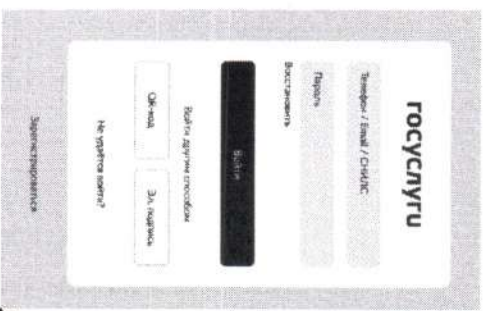 госуслуги
Телефон / Email / СНИЛС
Пароль
Восстановить
Войти
Войти другим способом
QR-код
Эл. подпись
Не удаётся войти?
Зарегистрироваться